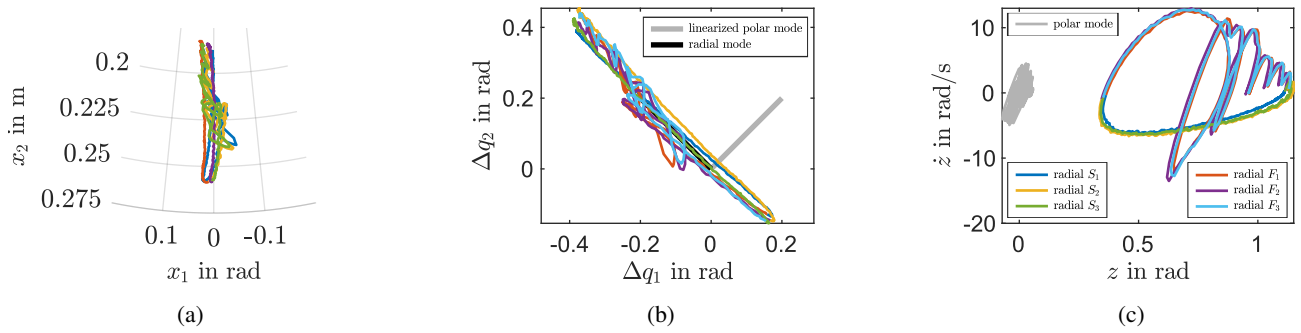 0.2
0.225
0.25
0.275
0.1
0
-0.1
x₂ in m
x₁ in rad
(a)
0.4
0.2
0
-0.4
-0.2
0
0.2
Δq₂ in rad
Δq₁ in rad
linearized polar mode
radial mode
(b)
10
0
-10
-20
0
0.5
1
ż in rad/s
z in rad
polar mode
radial S₁
radial S₂
radial S₃
radial F₁
radial F₂
radial F₃
(c)